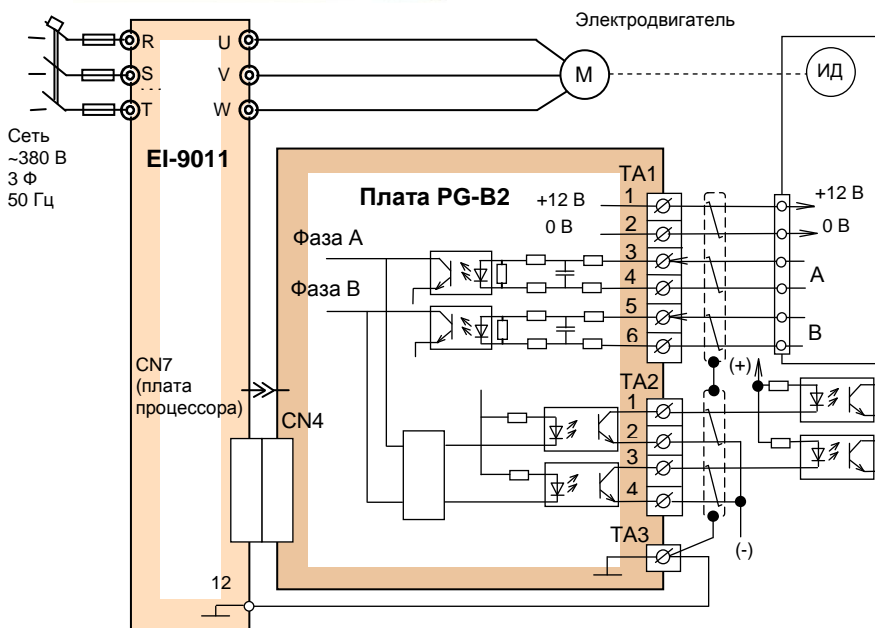 Электродвигатель
R U
S V
T W
М
ИД
Сеть
~380 В
3 Ф
50 Гц
EI-9011
Плата PG-B2
TA1
1 +12 В
2 0 В
3
4
5
6
+12 В
0 В
A
B
Фаза А
Фаза В
CN7
(плата
процессора)
CN4
TA2
1
2
3
4
(+)
(-)
TA3
12